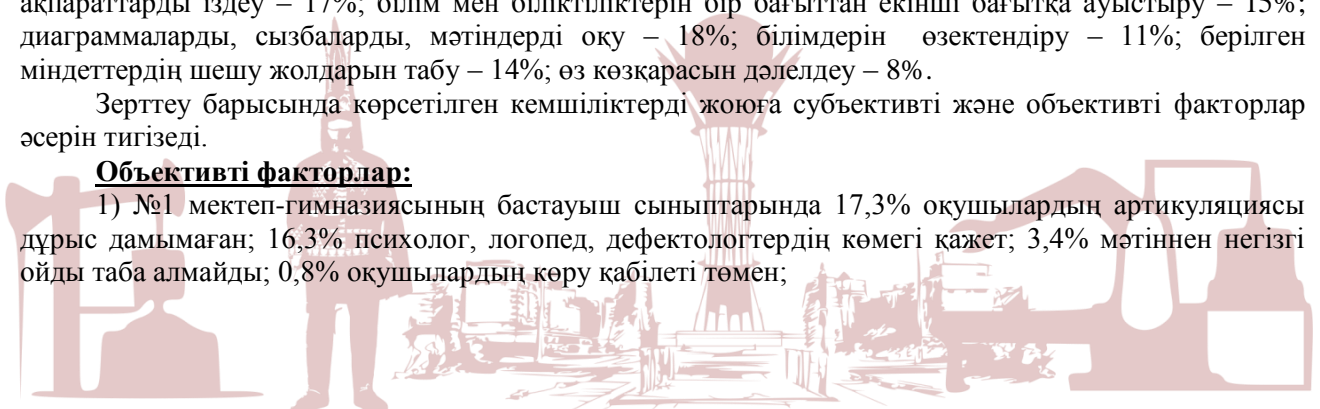 ақпараттарды іздеу – 17%; білім мен біліктіліктерін бір бағыттан екінші бағытқа ауыстыру – 15%;
диаграммаларды, сызбаларды, мәтіндерді оқу – 18%; білімдерін өзектендіру – 11%; берілген
міндеттердің шешу жолдарын табу – 14%; өз көзқарасын дәлелдеу – 8%.
Зерттеу барысында көрсетілген кемшіліктерді жоюға субъективті және объективті факторлар
әсерін тигізеді.
Объективті факторлар:
1) №1 мектеп-гимназиясының бастауыш сыныптарында 17,3% оқушылардың артикуляциясы
дұрыс дамымаған; 16,3% психолог, логопед, дефектологтердің көмегі қажет; 3,4% мәтіннен негізгі
ойды таба алмайды; 0,8% оқушылардың көру қабілеті төмен;